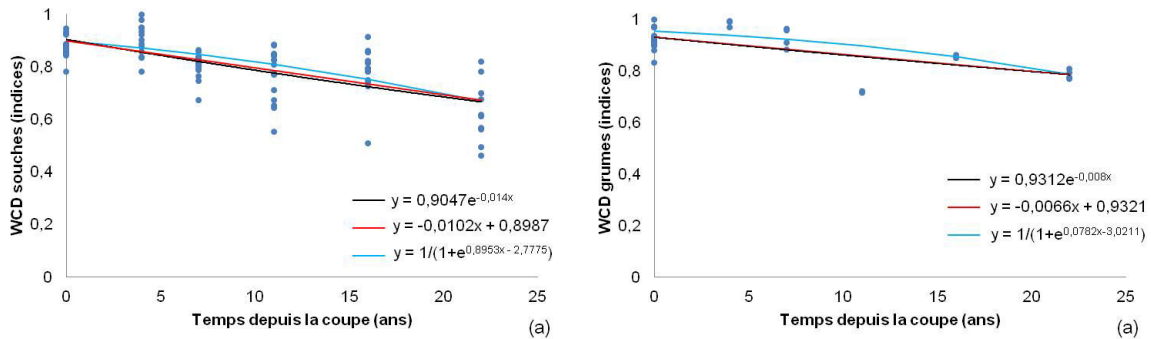 WCD souches (indices)
1
0,8
0,6
0,4
0,2
0
y = 0,9047e-0,014x
y = -0,0102x + 0,8987
y = 1/(1+e0,8953x - 2,7775)
0 5 10 15 20 25
Temps depuis la coupe (ans)
(a)
WCD grumes (indices)
1
0,8
0,6
0,4
0,2
0
y = 0,9312e-0,008x
y = -0,0066x + 0,9321
y = 1/(1+e0,0782x-3,0211)
0 5 10 15 20 25
Temps depuis la coupe (ans)
(a)